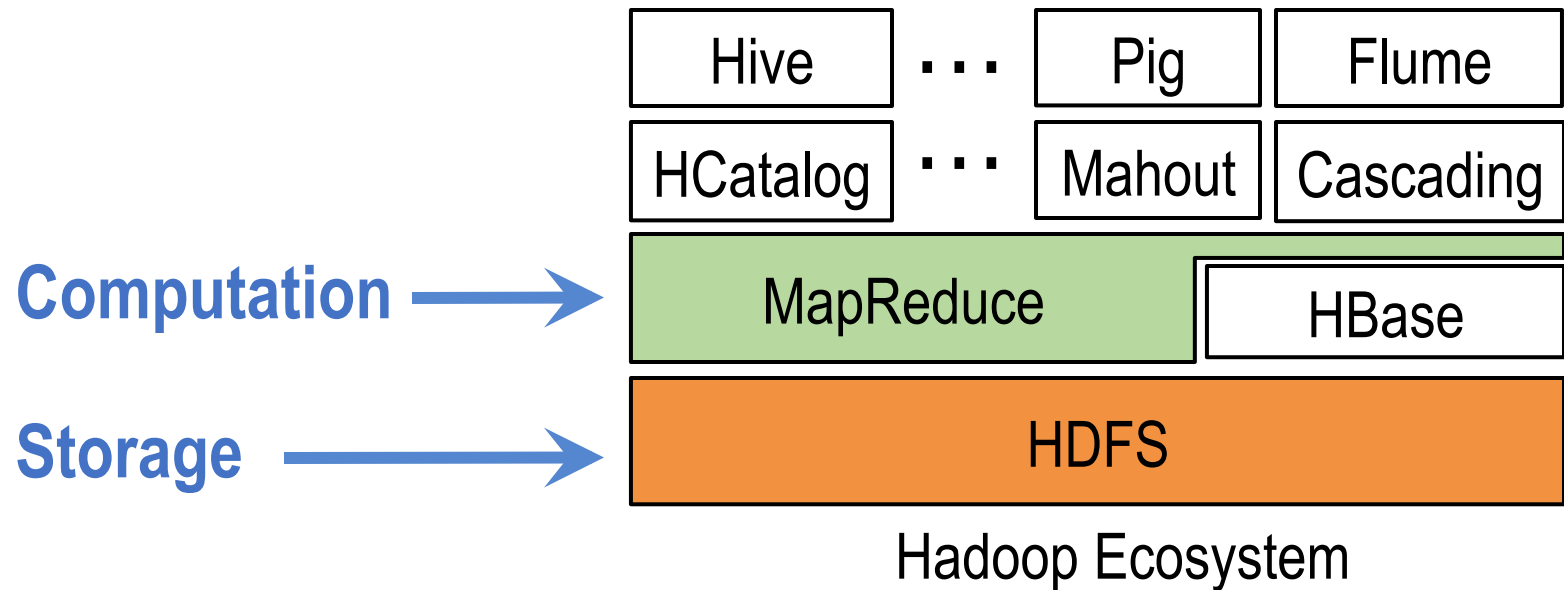 Hive ... Pig Flume
HCatalog ... Mahout Cascading
Computation MapReduce HBase
Storage HDFS
Hadoop Ecosystem